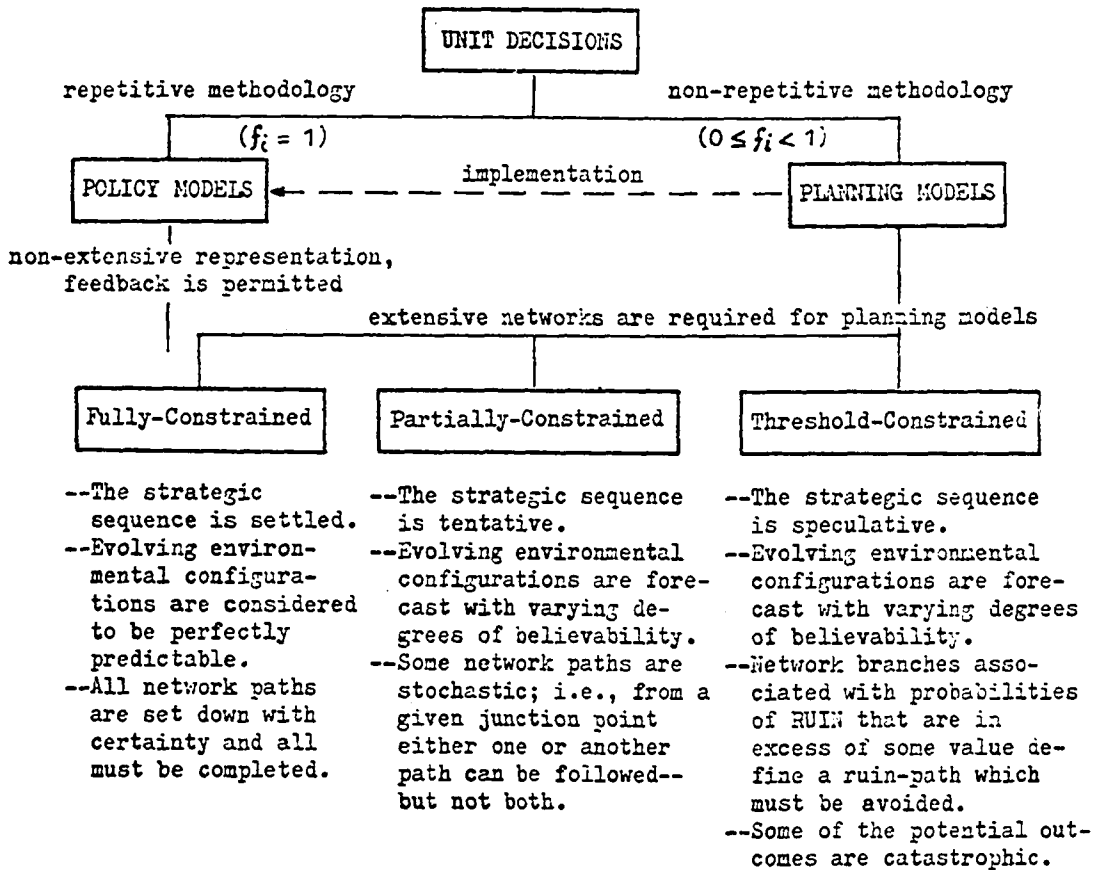 UNIT DECISIONS
repetitive methodology
non-repetitive methodology
(fi = 1)
(0 ≤ fi < 1)
implementation
POLICY MODELS
PLANNING MODELS
non-extensive representation,
feedback is permitted
extensive networks are required for planning models
Fully-Constrained
Partially-Constrained
Threshold-Constrained
--The strategic
sequence is settled.
--Evolving environ-
mental configura-
tions are considered
to be perfectly
predictable.
--All network paths
are set down with
certainty and all
must be completed.
--The strategic sequence
is tentative.
--Evolving environmental
configurations are fore-
cast with varying de-
grees of believability.
--Some network paths are
stochastic; i.e., from a
given junction point
either one or another
path can be followed--
but not both.
--The strategic sequence
is speculative.
--Evolving environmental
configurations are fore-
cast with varying degrees
of believability.
--Network branches asso-
ciated with probabilities
of RUIN that are in
excess of some value de-
fine a ruin-path which
must be avoided.
--Some of the potential out-
comes are catastrophic.